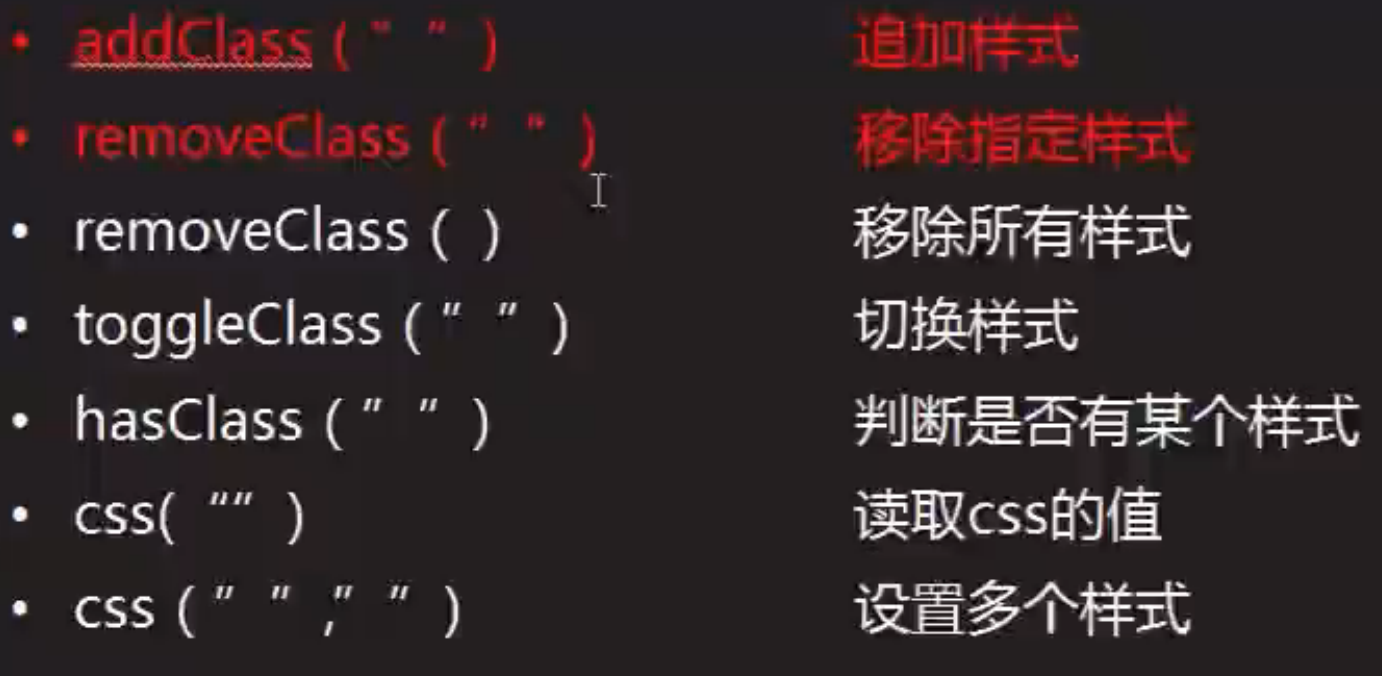 • addClass ( " " ) 追加样式
• removeClass ( " " ) 移除指定样式
• removeClass ( ) 移除所有样式
• toggleClass ( " " ) 切换样式
• hasClass ( " " ) 判断是否有某个样式
• css( "" ) 读取css的值
• css ( " " , " " ) 设置多个样式